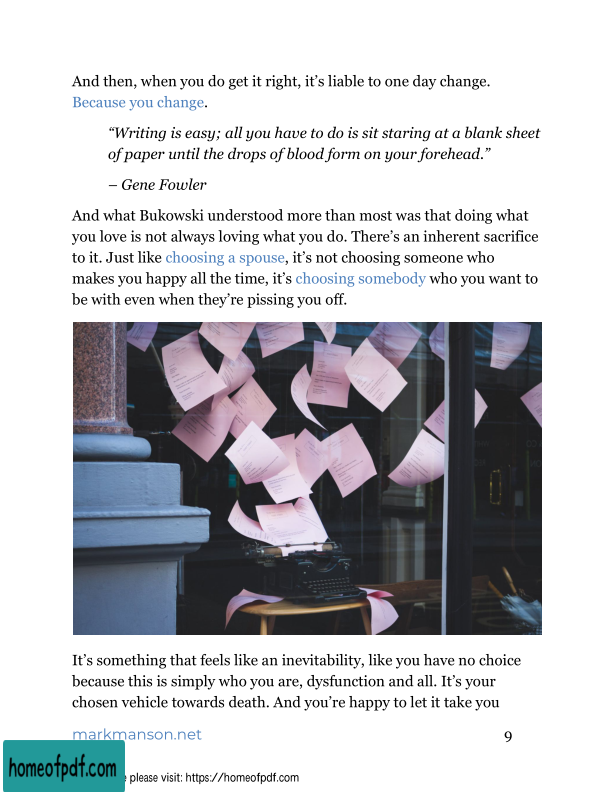 And then, when you do get it right, it’s liable to one day change.
Because you change.
“Writing is easy; all you have to do is sit staring at a blank sheet
of paper until the drops of blood form on your forehead.”
– Gene Fowler
And what Bukowski understood more than most was that doing what
you love is not always loving what you do. There’s an inherent sacrifice
to it. Just like choosing a spouse, it’s not choosing someone who
makes you happy all the time, it’s choosing somebody who you want to
be with even when they’re pissing you off.
It’s something that feels like an inevitability, like you have no choice
because this is simply who you are, dysfunction and all. It’s your
chosen vehicle towards death. And you’re happy to let it take you
markmanson.net 9
homeofpdf.com
please visit: https://homeofpdf.com